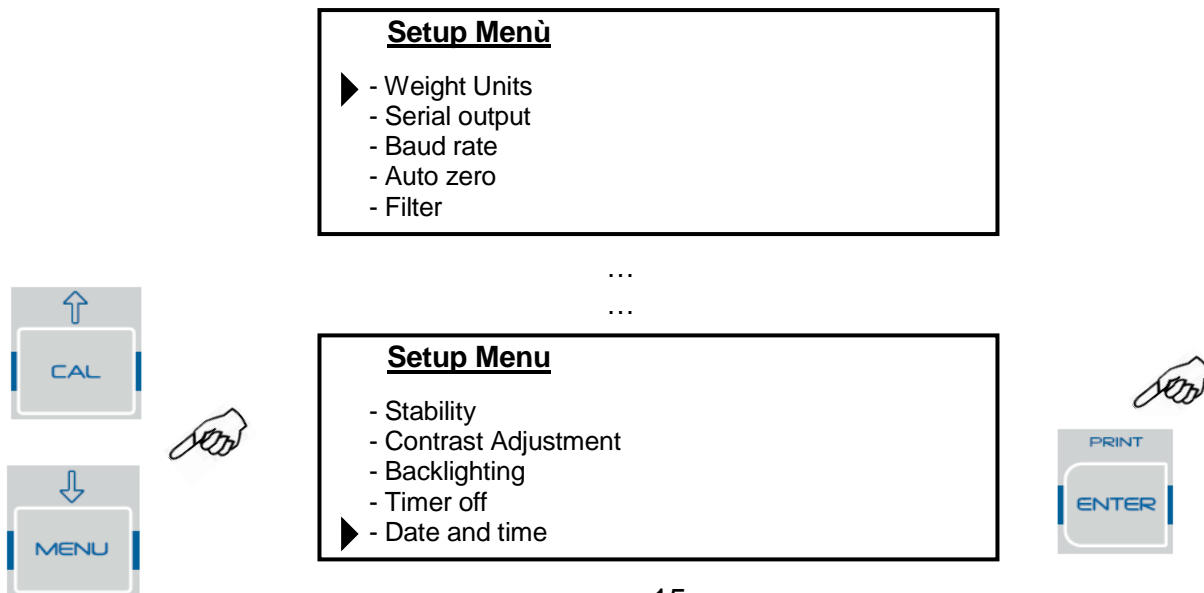 Setup Menù
- Weight Units
- Serial output
- Baud rate
- Auto zero
- Filter
…
…
CAL
MENU
Setup Menu
- Stability
- Contrast Adjustment
- Backlighting
- Timer off
- Date and time
PRINT
ENTER